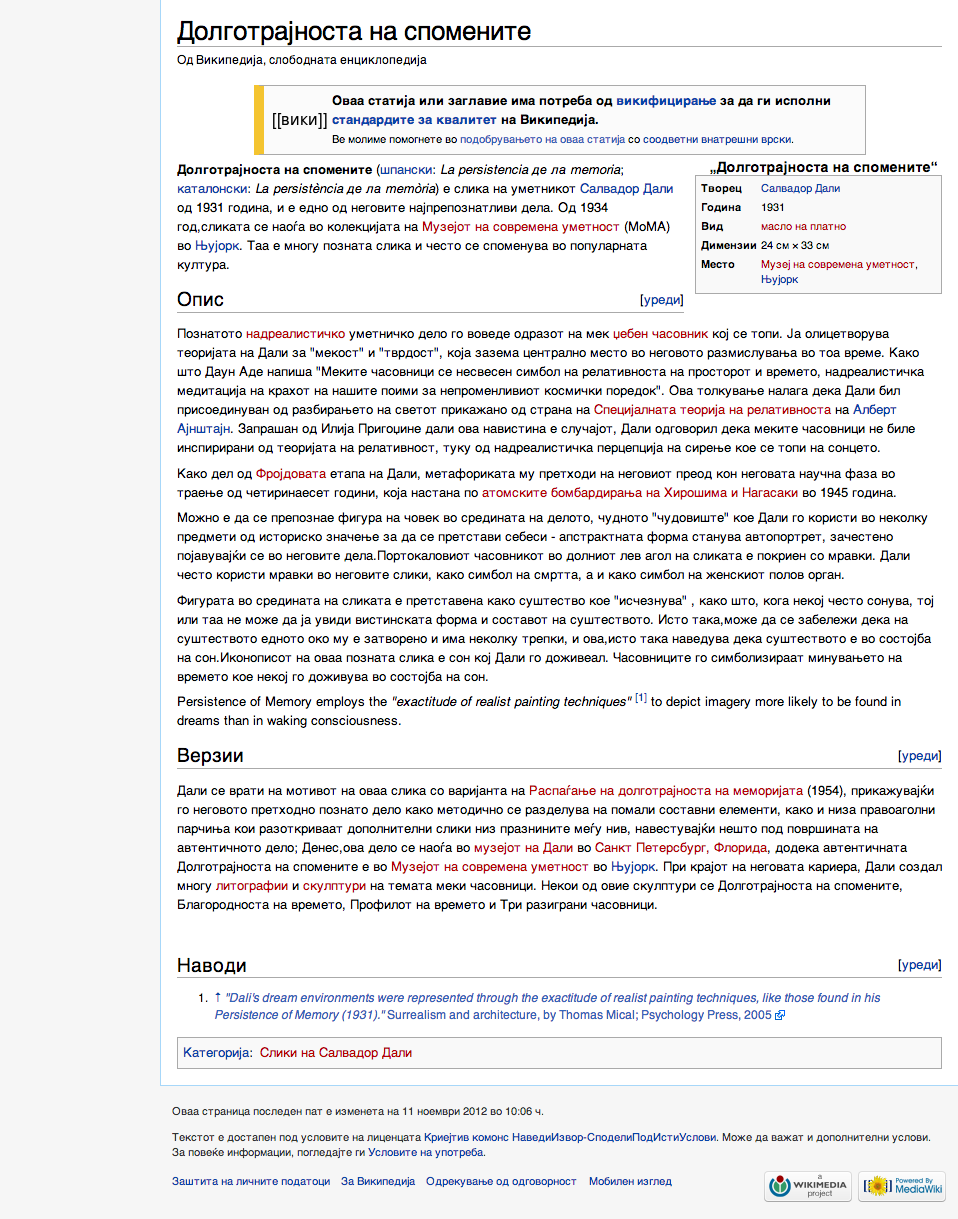 Долготрајноста на спомените
Од Википедија, слободната енциклопедија
[[вики]]
Оваа статија или заглавие има потреба од викифицирање за да ги исполни
стандардите за квалитет на Википедија.
Ве молиме помогнете во подобрувањето на оваа статија со соодветни внатрешни врски.
Долготрајноста на спомените (шпански: La persistencia де ла memoria;
каталонски: La persistència де ла memòria) е слика на уметникот Салвадор Дали
од 1931 година, и е едно од неговите најпрепознатливи дела. Од 1934
год,сликата се наоѓа во колекцијата на Музејот на современа уметност (МоМА)
во Њујорк. Таа е многу позната слика и често се споменува во популарната
култура.
„Долготрајноста на спомените“
Творец Салвадор Дали
Година 1931
Вид масло на платно
Димензии 24 см × 33 см
Место Музеј на современа уметност,
Њујорк
Опис [уреди]
Познатото надреалистичко уметничко дело го воведе одразот на мек џебен часовник кој се топи. Ја олицетворува
теоријата на Дали за "мекост" и "тврдост", која зазема централно место во неговото размислувања во тоа време. Како
што Даун Аде напиша "Меките часовници се несвесен симбол на релативноста на просторот и времето, надреалистичка
медитација на крахот на нашите поими за непроменливиот космички поредок". Ова толкување налага дека Дали бил
присоединуван од разбирањето на светот прикажано од страна на Специјалната теорија на релативноста на Алберт
Ајнштајн. Запрашан од Илија Пригоџине дали ова навистина е случајот, Дали одговорил дека меките часовници не биле
инспирирани од теоријата на релативност, туку од надреалистичка перцепција на сирење кое се топи на сонцето.
Како дел од Фројдовата етапа на Дали, метафориката му претходи на неговиот преод кон неговата научна фаза во
траење од четиринаесет години, која настана по атомските бомбардирања на Хирошима и Нагасаки во 1945 година.
Можно е да се препознае фигура на човек во средината на делото, чудното "чудовиште" кое Дали го користи во неколку
предмети од историско значење за да се претстави себеси - апстрактната форма станува автопортрет, зачестено
појавувајќи се во неговите дела.Портокаловиот часовникот во долниот лев агол на сликата е покриен со мравки. Дали
често користи мравки во неговите слики, како симбол на смртта, а и како симбол на женскиот полов орган.
Фигурата во средината на сликата е претставена како суштество кое "исчезнува" , како што, кога некој често сонува, тој
или таа не може да ја увиди вистинската форма и составот на суштеството. Исто така,може да се забележи дека на
суштеството едното око му е затворено и има неколку трепки, и ова,исто така наведува дека суштеството е во состојба
на сон.Иконописот на оваа позната слика е сон кој Дали го доживеал. Часовниците го симболизираат минувањето на
времето кое некој го доживува во состојба на сон.
Persistence of Memory employs the "exactitude of realist painting techniques" [1] to depict imagery more likely to be found in
dreams than in waking consciousness.
Верзии [уреди]
Дали се врати на мотивот на оваа слика со варијанта на Распаѓање на долготрајноста на меморијата (1954), прикажувајќи
го неговото претходно познато дело како методично се разделува на помали составни елементи, како и низа правоаголни
парчиња кои разоткриваат дополнителни слики низ празнините меѓу нив, навестувајќи нешто под површината на
автентичното дело; Денес,ова дело се наоѓа во музејот на Дали во Санкт Петерсбург, Флорида, додека автентичната
Долготрајност на спомените е во Музејот на современа уметност во Њујорк. При крајот на неговата кариера, Дали создал
многу литографии и скулптури на темата меки часовници. Некои од овие скулптури се Долготрајноста на спомените,
Благородноста на времето, Профилот на времето и Три разиграни часовници.
Наводи [уреди]
1. ↑ "Dali's dream environments were represented through the exactitude of realist painting techniques, like those found in his
Persistence of Memory (1931)." Surrealism and architecture, by Thomas Mical; Psychology Press, 2005
Категорија: Слики на Салвадор Дали
Оваа страница последен пат е изменета на 11 ноември 2012 во 10:06 ч.
Текстот е достапен под условите на лиценцата Криејтив комонс НаведиИзвор-СподелиПодИстиУслови. Може да важат и дополнителни услови.
За повеќе информации, погледајте ги Условите на употреба.
Заштита на личните податоци За Википедија Одрекување од одговорност Мобилен изглед
a
WIKIMEDIA
project
Powered By
MediaWiki